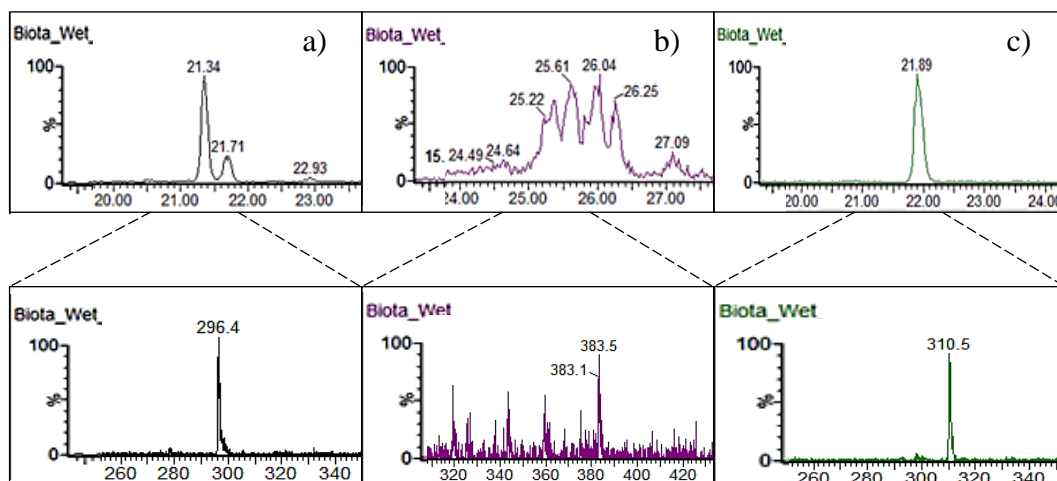 Biota_Wet_
a)
100
%
0
21.34
21.71
22.93
20.00 21.00 22.00 23.00
Biota_Wet_
b)
100
%
0
15.
24.49
24.64
25.22
25.61
26.04
26.25
27.09
24.00 25.00 26.00 27.00
Biota_Wet_
c)
100
%
0
21.89
20.00 21.00 22.00 23.00 24.0
Biota_Wet_
100
%
0
296.4
260 280 300 320 340
Biota_Wet
100
%
0
383.5
383.1
320 340 360 380 400 420
Biota_Wet_
100
%
0
310.5
260 280 300 320 340